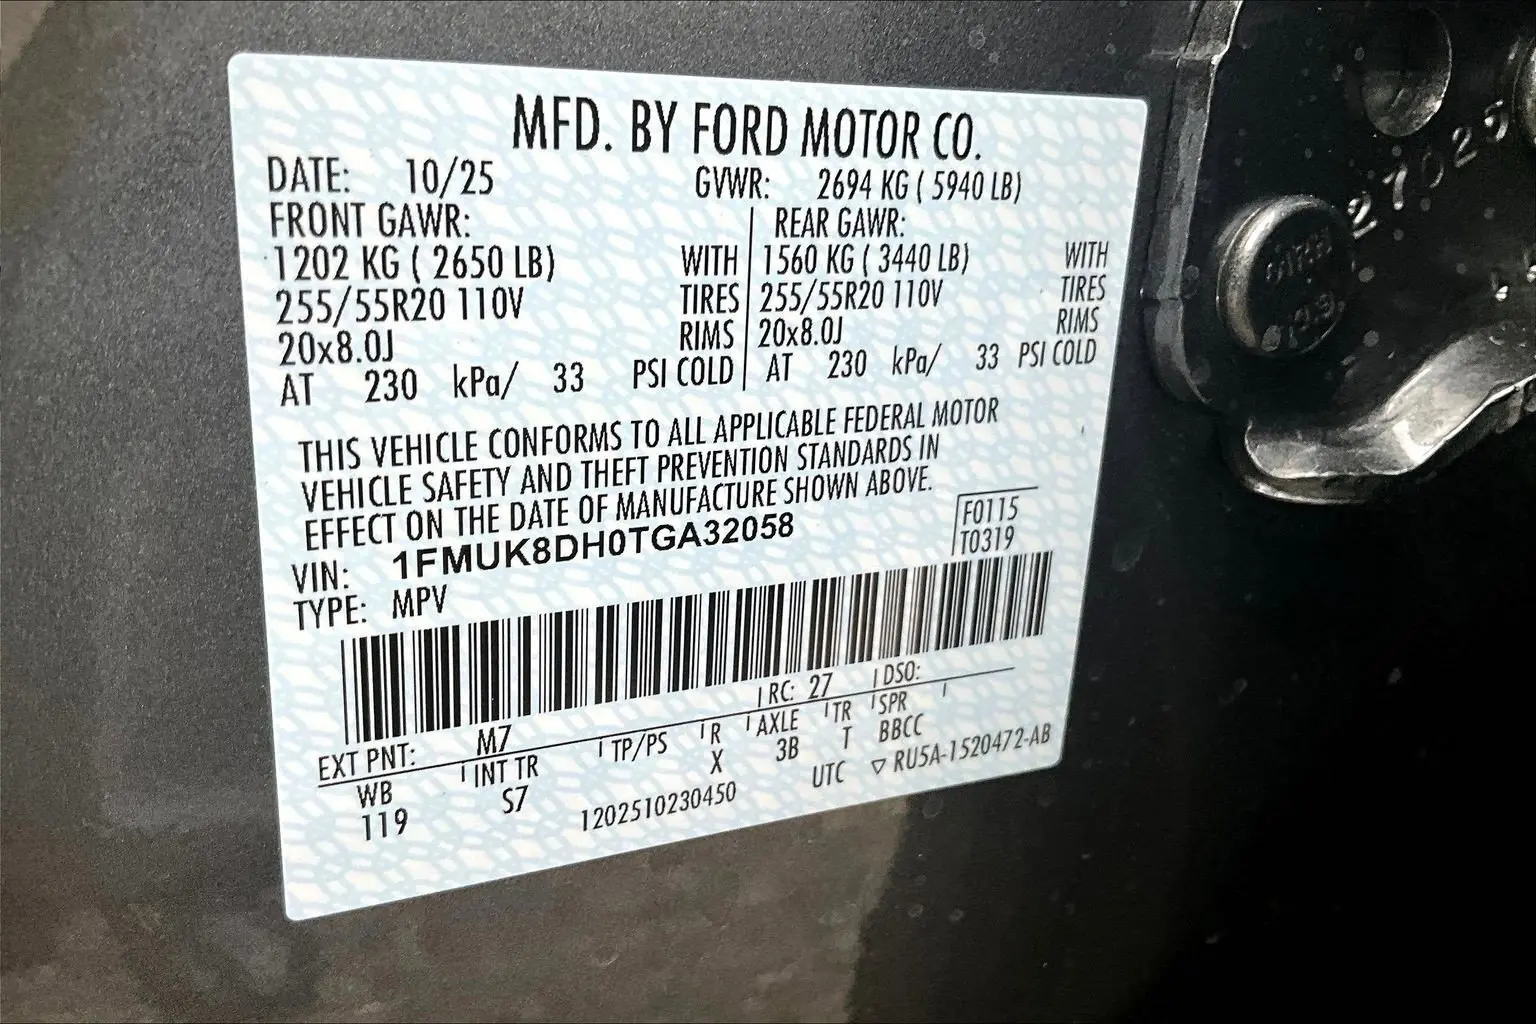 MFD. BY FORD MOTOR CO.
DATE: 10/25 GVWR: 2694 KG ( 5940 LB)
FRONT GAWR: REAR GAWR:
1202 KG ( 2650 LB) WITH 1560 KG ( 3440 LB) WITH
255/55R20 110V TIRES 255/55R20 110V TIRES
20x8.0J RIMS 20x8.0J RIMS
AT 230 kPa/ 33 PSI COLD AT 230 kPa/ 33 PSI COLD
THIS VEHICLE CONFORMS TO ALL APPLICABLE FEDERAL MOTOR
VEHICLE SAFETY AND THEFT PREVENTION STANDARDS IN
EFFECT ON THE DATE OF MANUFACTURE SHOWN ABOVE.
F0115
VIN: 1FMUK8DH0TGA32058 T0319
TYPE: MPV
EXT PNT: M7 RC: 27 DSO:
WB INT TR TP/PS R AXLE TR SPR
119 S7 X 3B T BBCC
1202510230450 UTC ▽ RU5A-1520472-AB
21025